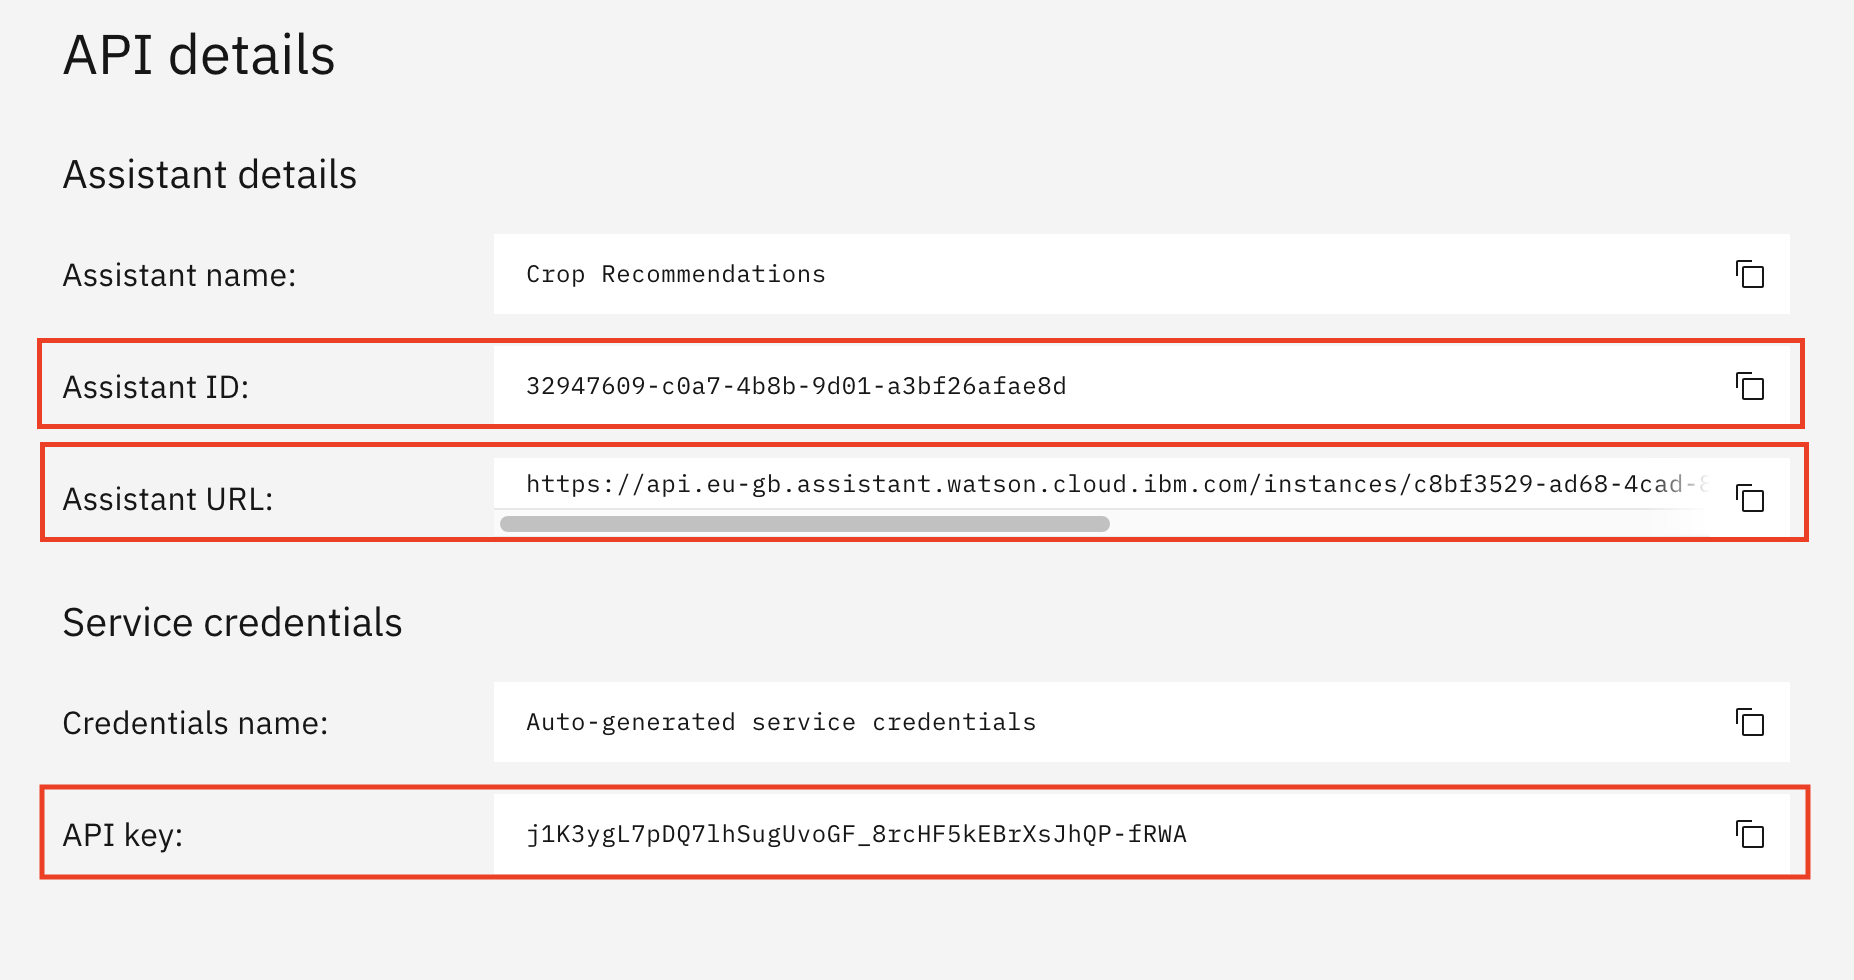 API details
Assistant details
Assistant name:
Crop Recommendations
Assistant ID:
32947609-c0a7-4b8b-9d01-a3bf26afae8d
Assistant URL:
https://api.eu-gb.assistant.watson.cloud.ibm.com/instances/c8bf3529-ad68-4cad-8
Service credentials
Credentials name:
Auto-generated service credentials
API key:
j1K3ygL7pDQ7lhSugUvoGF_8rcHF5kEBrXsJhQP-fRWA